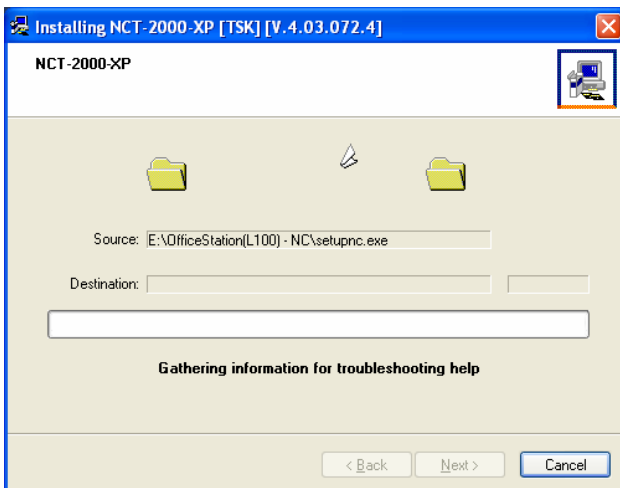 Installing NCT-2000-XP [TSK] [V.4.03.072.4]
NCT-2000-XP
Source: E:\OfficeStation(L100) - NC\setupnc.exe
Destination:
Gathering information for troubleshooting help
< Back Next > Cancel